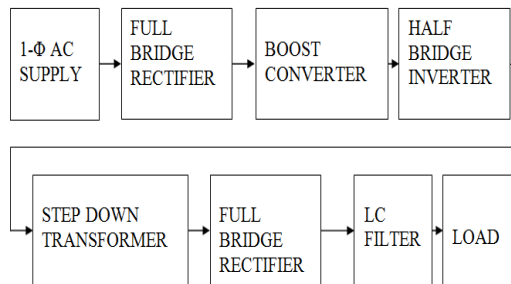 1-Φ AC
SUPPLY
FULL
BRIDGE
RECTIFIER
BOOST
CONVERTER
HALF
BRIDGE
INVERTER
STEP DOWN
TRANSFORMER
FULL
BRIDGE
RECTIFIER
LC
FILTER
LOAD